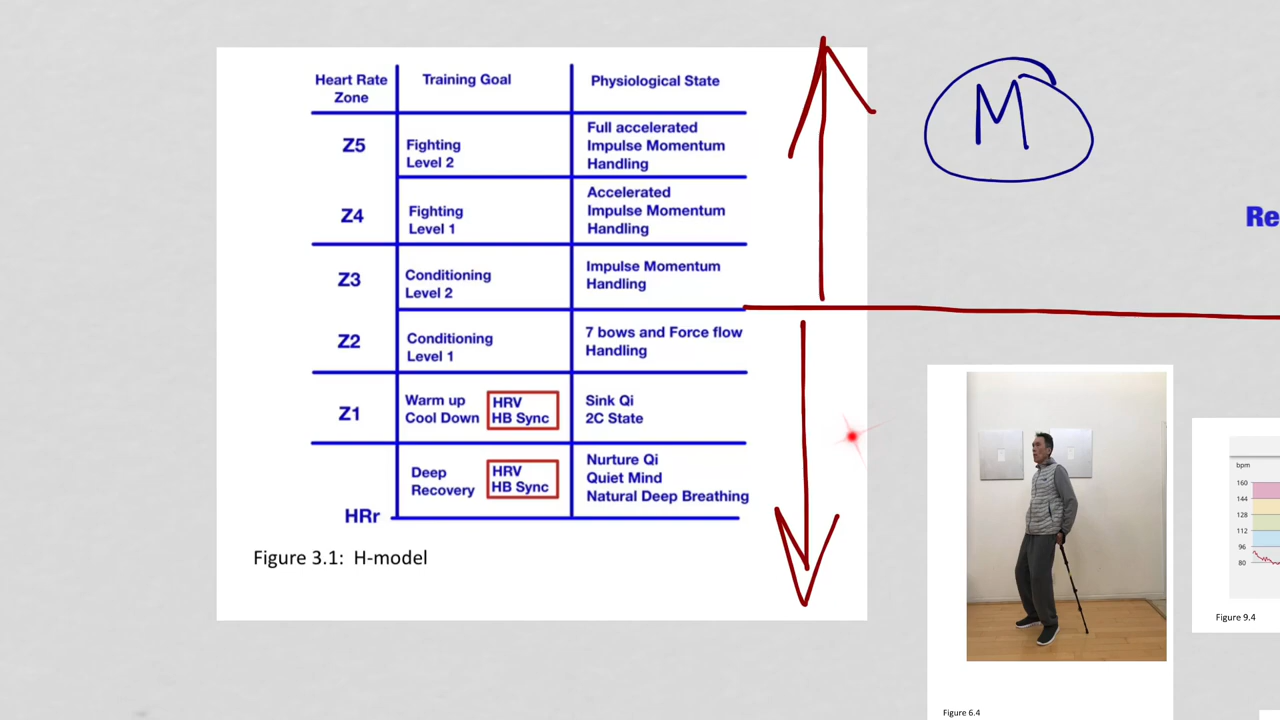 Heart Rate
Zone
Training Goal
Physiological State
Z5
Fighting
Level 2
Full accelerated
Impulse Momentum
Handling
Z4
Fighting
Level 1
Accelerated
Impulse Momentum
Handling
Z3
Conditioning
Level 2
Impulse Momentum
Handling
Z2
Conditioning
Level 1
7 bows and Force flow
Handling
Z1
Warm up
Cool Down
HRV
HB Sync
Sink Qi
2C State
Deep
Recovery
HRV
HB Sync
Nurture Qi
Quiet Mind
Natural Deep Breathing
HRr
Figure 3.1: H-model
M
Re
Figure 6.4
bpm
160
144
128
112
96
80
Figure 9.4